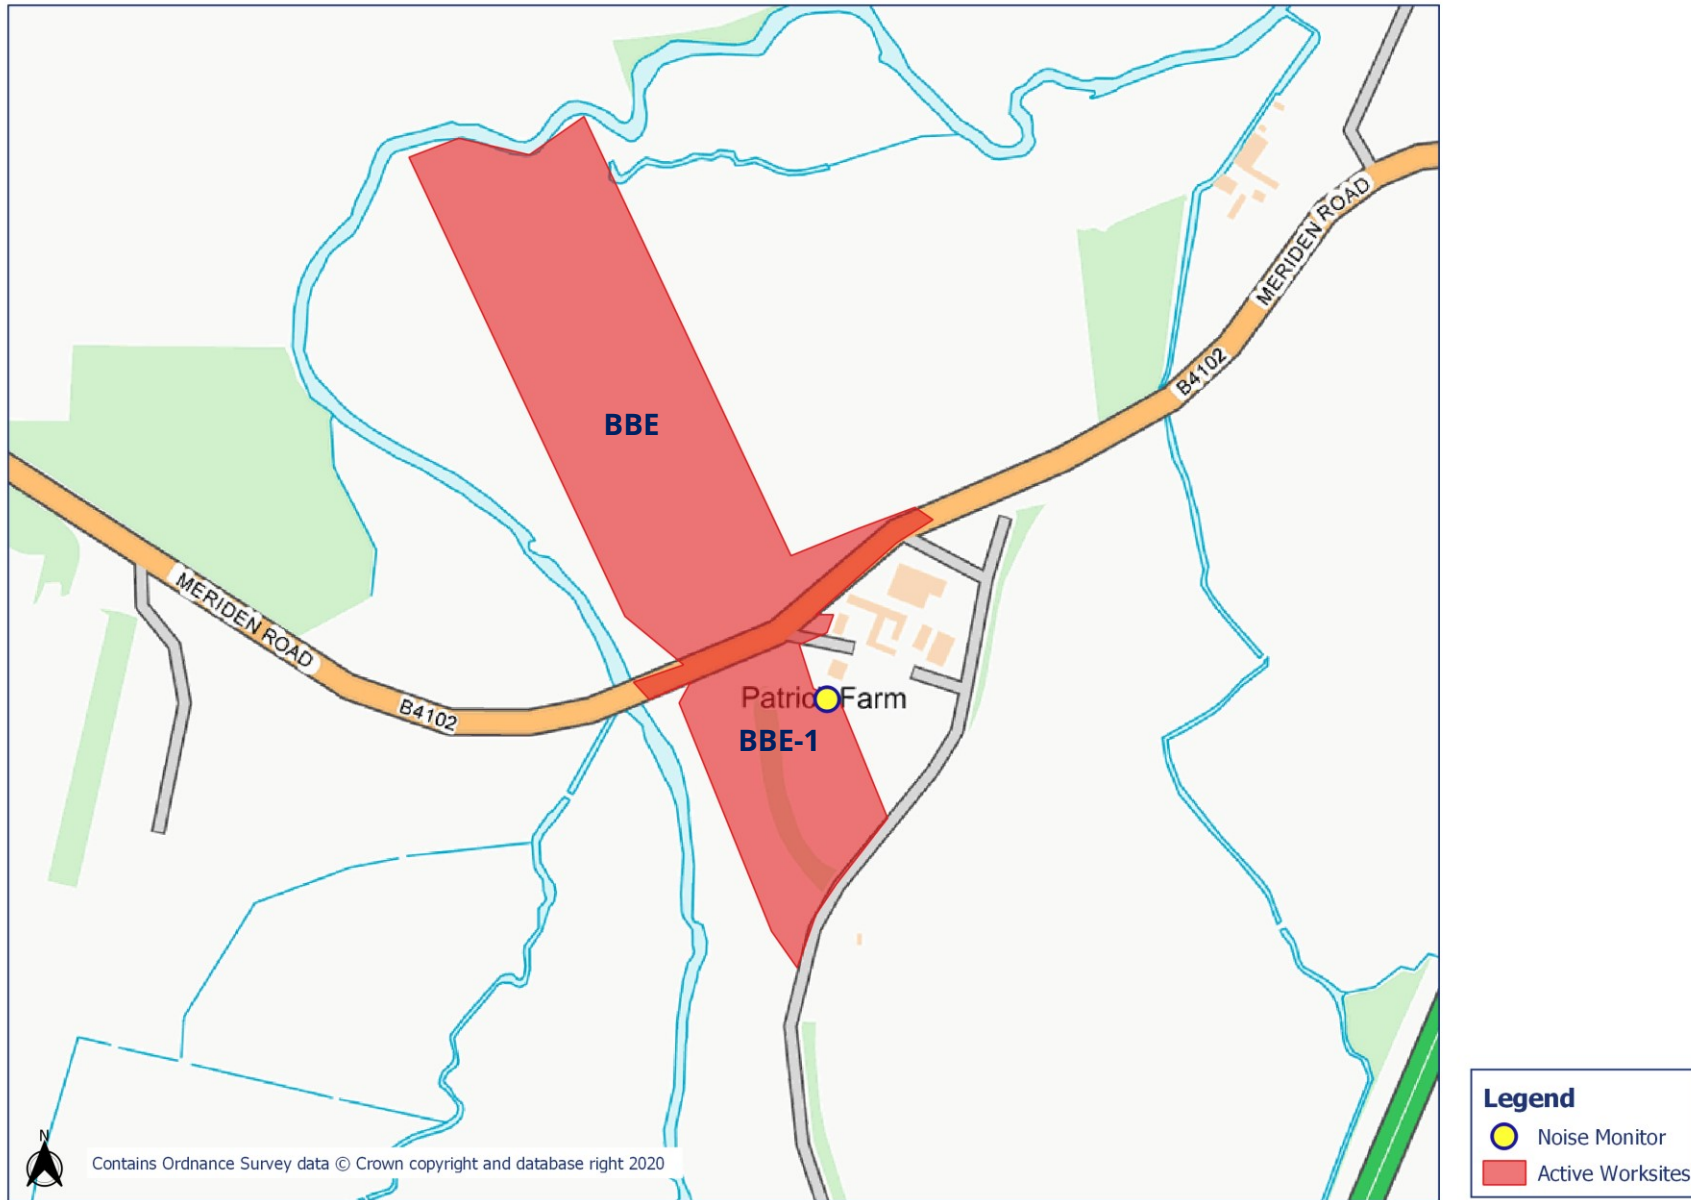 MERIDEN ROAD
BBE
B4102
MERIDEN ROAD
B4102
Patric Farm
BBE-1
Legend
Noise Monitor
Active Worksites
N
Contains Ordnance Survey data © Crown copyright and database right 2020